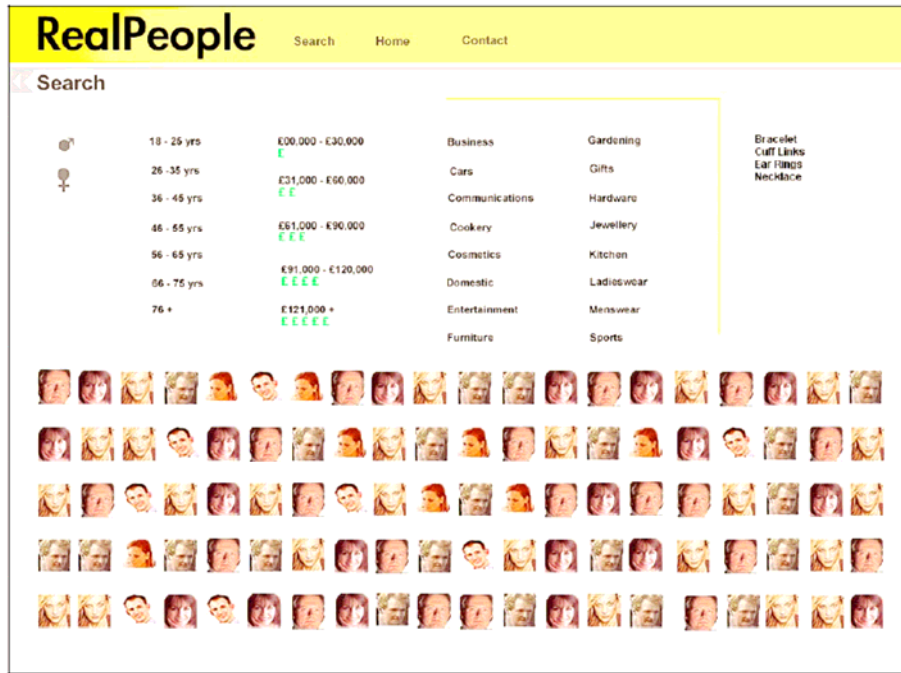 RealPeople
Search Home Contact
Search
18 - 25 yrs
26 -35 yrs
36 - 45 yrs
46 - 55 yrs
56 - 65 yrs
66 - 75 yrs
76 +
£00,000 - £30,000
£
£31,000 - £60,000
£ £
£61,000 - £90,000
£ £ £
£91,000 - £120,000
£ £ £ £
£121,000 +
£ £ £ £ £
Business
Cars
Communications
Cookery
Cosmetics
Domestic
Entertainment
Furniture
Gardening
Gifts
Hardware
Jewellery
Kitchen
Ladieswear
Menswear
Sports
Bracelet
Cuff Links
Ear Rings
Necklace